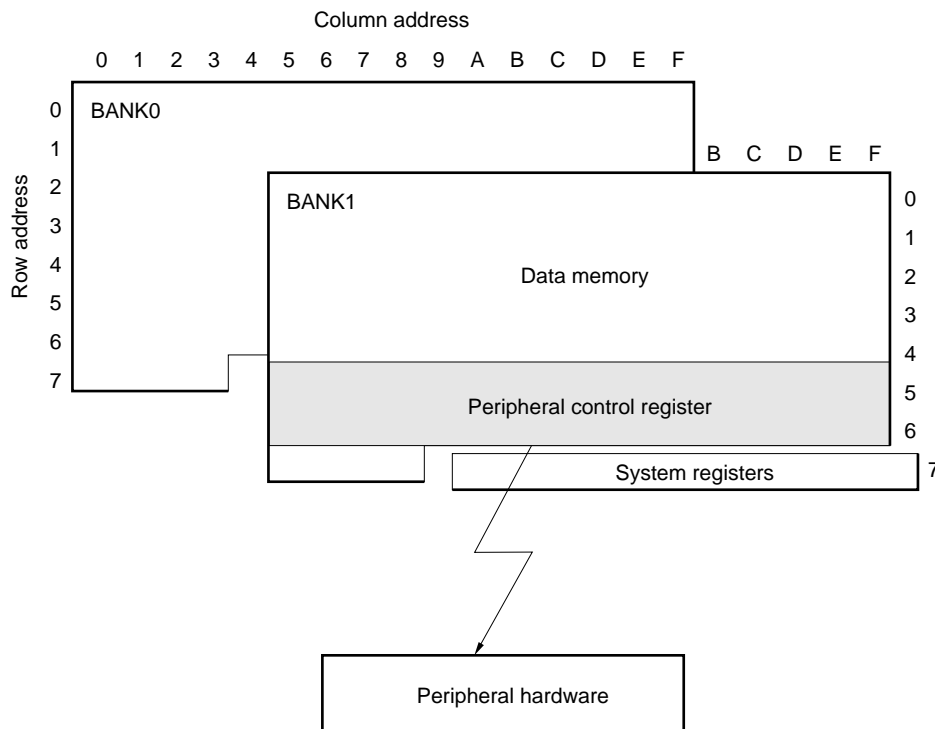 Column address
0 1 2 3 4 5 6 7 8 9 A B C D E F
Row address
0
1
2
3
4
5
6
7
BANK0
B C D E F
BANK1
Data memory
Peripheral control register
0
1
2
3
4
5
6
System registers
7
Peripheral hardware